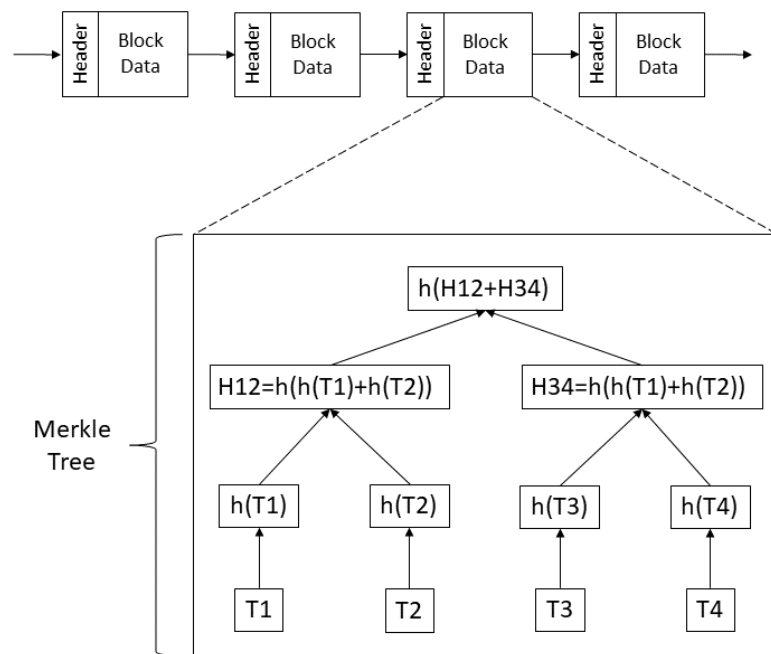 Header
Block
Data
Header
Block
Data
Header
Block
Data
Header
Block
Data
Merkle
Tree
h(H12+H34)
H12=h(h(T1)+h(T2))
H34=h(h(T1)+h(T2))
h(T1)
h(T2)
h(T3)
h(T4)
T1
T2
T3
T4